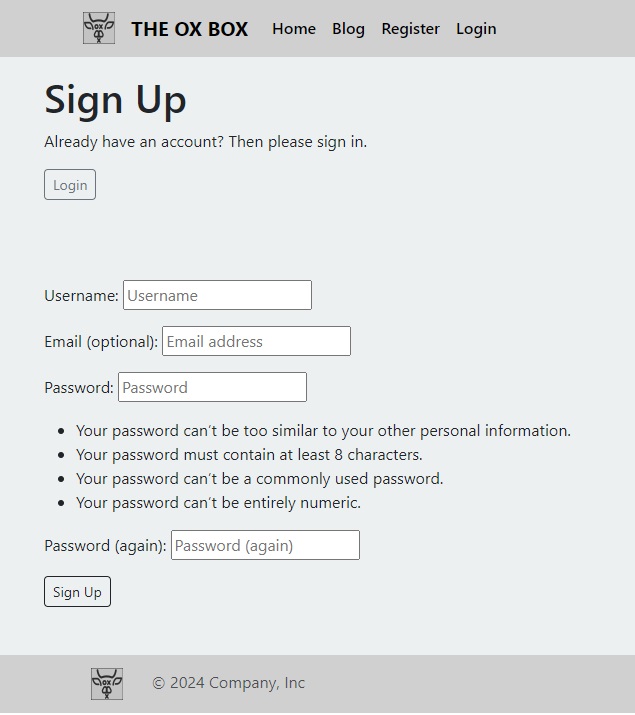 OX
THE OX BOX Home Blog Register Login
Sign Up
Already have an account? Then please sign in.
Login
Username: Username
Email (optional): Email address
Password: Password
• Your password can't be too similar to your other personal information.
• Your password must contain at least 8 characters.
• Your password can't be a commonly used password.
• Your password can't be entirely numeric.
Password (again): Password (again)
Sign Up
OX
© 2024 Company, Inc